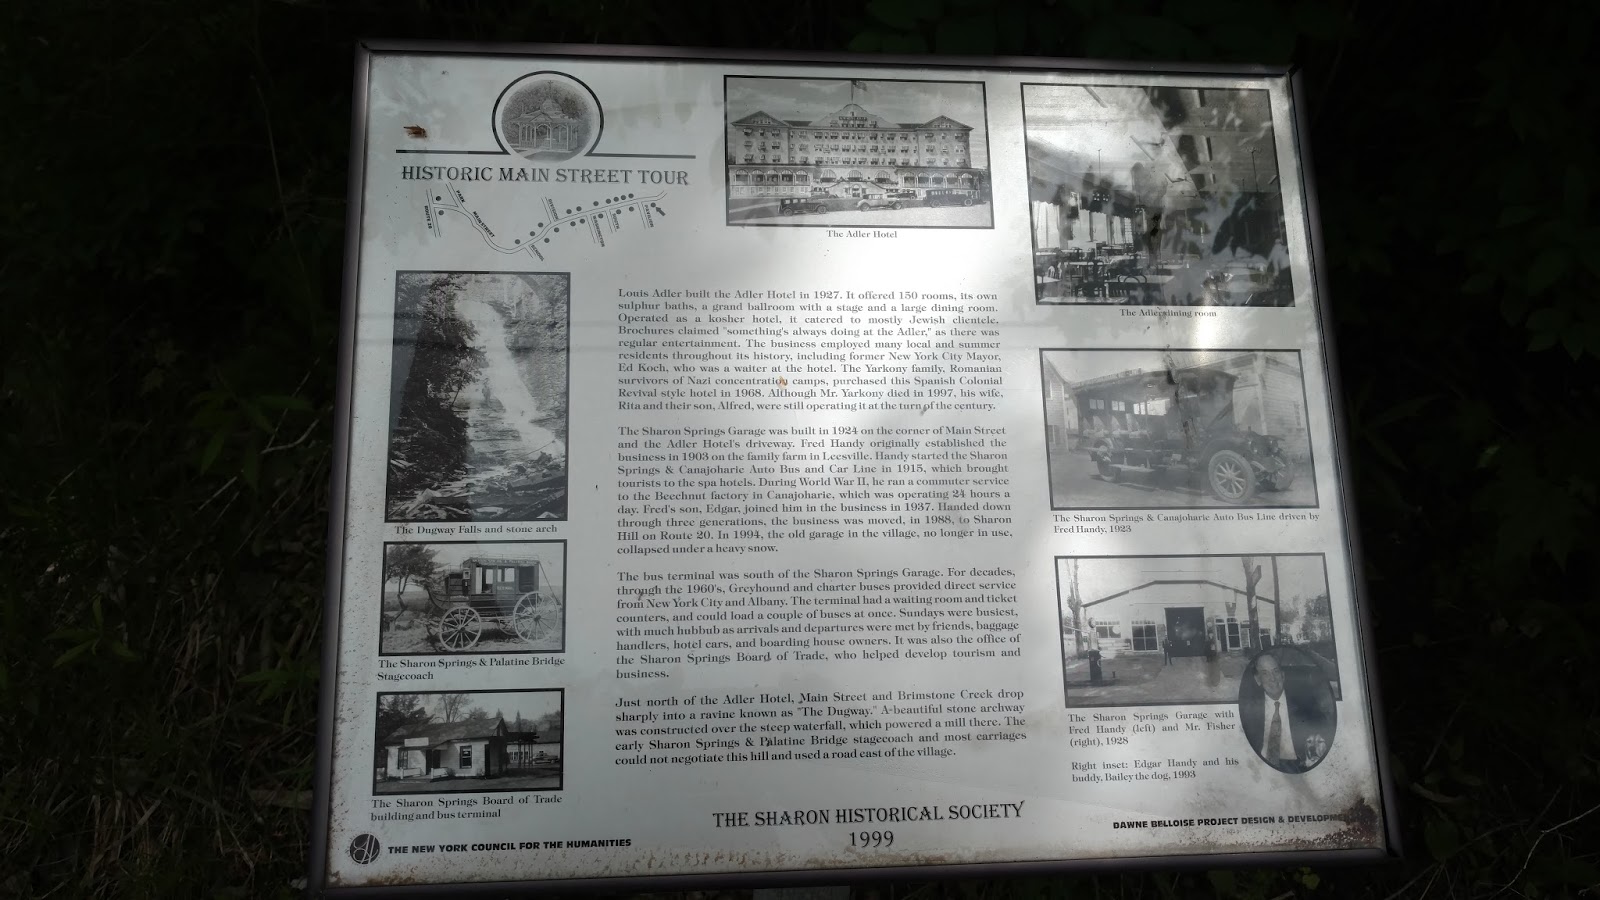 HISTORIC MAIN STREET TOUR
PARK
MAIN STREET
ROUTE 20
DIVISION
SCHOOL
WASHINGTON
PAVILION
The Adler Hotel
The Adler dining room
Louis Adler built the Adler Hotel in 1927. It offered 150 rooms, its own
sulphur baths, a grand ballroom with a stage and a large dining room.
Operated as a kosher hotel, it catered to mostly Jewish clientele.
Brochures claimed "something's always doing at the Adler," as there was
regular entertainment. The business employed many local and summer
residents throughout its history, including former New York City Mayor,
Ed Koch, who was a waiter at the hotel. The Yarkony family, Romanian
survivors of Nazi concentration camps, purchased this Spanish Colonial
Revival style hotel in 1968. Although Mr. Yarkony died in 1997, his wife,
Rita and their son, Alfred, were still operating it at the turn of the century.
The Sharon Springs Garage was built in 1924 on the corner of Main Street
and the Adler Hotel's driveway. Fred Handy originally established the
business in 1903 on the family farm in Leesville. Handy started the Sharon
Springs & Canajoharie Auto Bus and Car Line in 1915, which brought
tourists to the spa hotels. During World War II, he ran a commuter service
to the Beechnut factory in Canajoharie, which was operating 24 hours a
day. Fred's son, Edgar, joined him in the business in 1937. Handed down
through three generations, the business was moved, in 1988, to Sharon
Hill on Route 20. In 1994, the old garage in the village, no longer in use,
collapsed under a heavy snow.
The bus terminal was south of the Sharon Springs Garage. For decades,
through the 1960's, Greyhound and charter buses provided direct service
from New York City and Albany. The terminal had a waiting room and ticket
counters, and could load a couple of buses at once. Sundays were busiest,
with much hubbub as arrivals and departures were met by friends, baggage
handlers, hotel cars, and boarding house owners. It was also the office of
the Sharon Springs Board of Trade, who helped develop tourism and
business.
Just north of the Adler Hotel, Main Street and Brimstone Creek drop
sharply into a ravine known as "The Dugway." A beautiful stone archway
was constructed over the steep waterfall, which powered a mill there. The
early Sharon Springs & Palatine Bridge stagecoach and most carriages
could not negotiate this hill and used a road east of the village.
The Dugway Falls and stone arch
The Sharon Springs & Palatine Bridge
Stagecoach
The Sharon Springs Board of Trade
building and bus terminal
The Sharon Springs & Canajoharie Auto Bus Line driven by
Fred Handy, 1923
The Sharon Springs Garage with
Fred Handy (left) and Mr. Fisher
(right), 1928
Right inset: Edgar Handy and his
buddy, Bailey the dog, 1993
THE SHARON HISTORICAL SOCIETY
1999
THE NEW YORK COUNCIL FOR THE HUMANITIES
DAWNE BELLOISE PROJECT DESIGN &